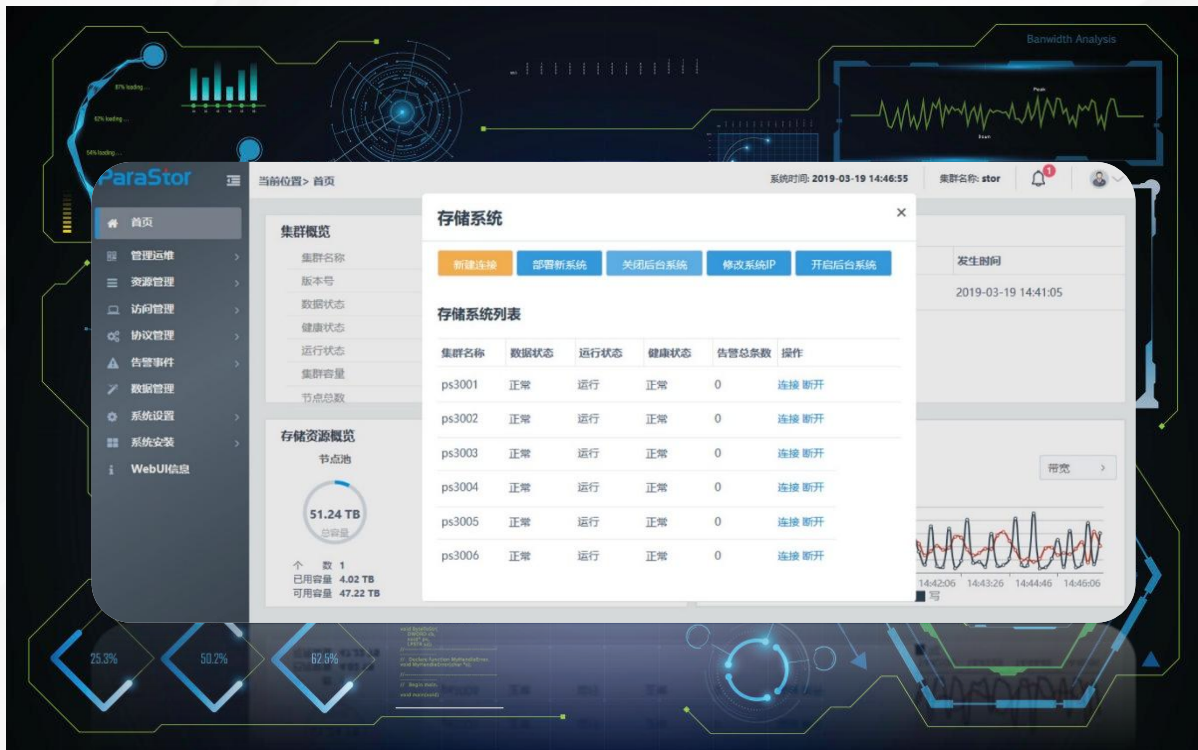 Banwidth Analysis
87% loading ...
62% loading ...
54% loading...
Peak
Down
ParaStor
当前位置> 首页
系统时间: 2019-03-19 14:46:55
集群名称: stor
1
首页
管理运维
资源管理
访问管理
协议管理
告警事件
数据管理
系统设置
系统安装
WebUI信息
集群概览
集群名称
版本号
数据状态
健康状态
运行状态
集群容量
节点总数
存储资源概览
节点池
51.24 TB
总容量
个 数 1
已用容量 4.02 TB
可用容量 47.22 TB
存储系统
×
新建连接 部署新系统 关闭后台系统 修改系统IP 开启后台系统
存储系统列表
集群名称 数据状态 运行状态 健康状态 告警总条数 操作
ps3001 正常 运行 正常 0 连接 断开
ps3002 正常 运行 正常 0 连接 断开
ps3003 正常 运行 正常 0 连接 断开
ps3004 正常 运行 正常 0 连接 断开
ps3005 正常 运行 正常 0 连接 断开
ps3006 正常 运行 正常 0 连接 断开
发生时间
2019-03-19 14:41:05
带宽
14:42:06 14:43:26 14:44:46 14:46:06
写
25.3%
50.2%
62.5%